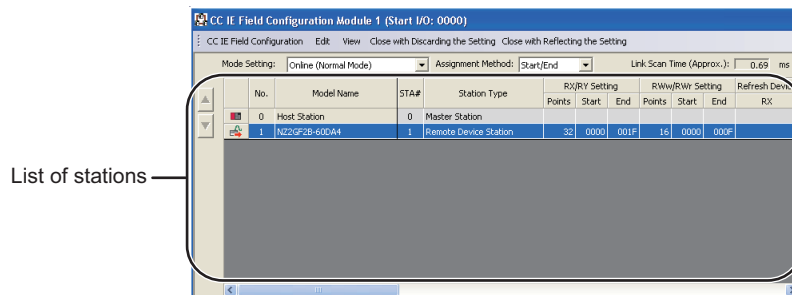 CC IE Field Configuration Module 1 (Start I/O: 0000)
CC IE Field Configuration Edit View Close with Discarding the Setting Close with Reflecting the Setting
Mode Setting: Online (Normal Mode) Assignment Method: Start/End Link Scan Time (Approx.): 0.69 ms
No. Model Name STA# Station Type RX/RY Setting RWw/RWr Setting Refresh Devic
Points Start End Points Start End RX
0 Host Station 0 Master Station
1 NZ2GF2B-60DA4 1 Remote Device Station 32 0000 001F 16 0000 000F
List of stations